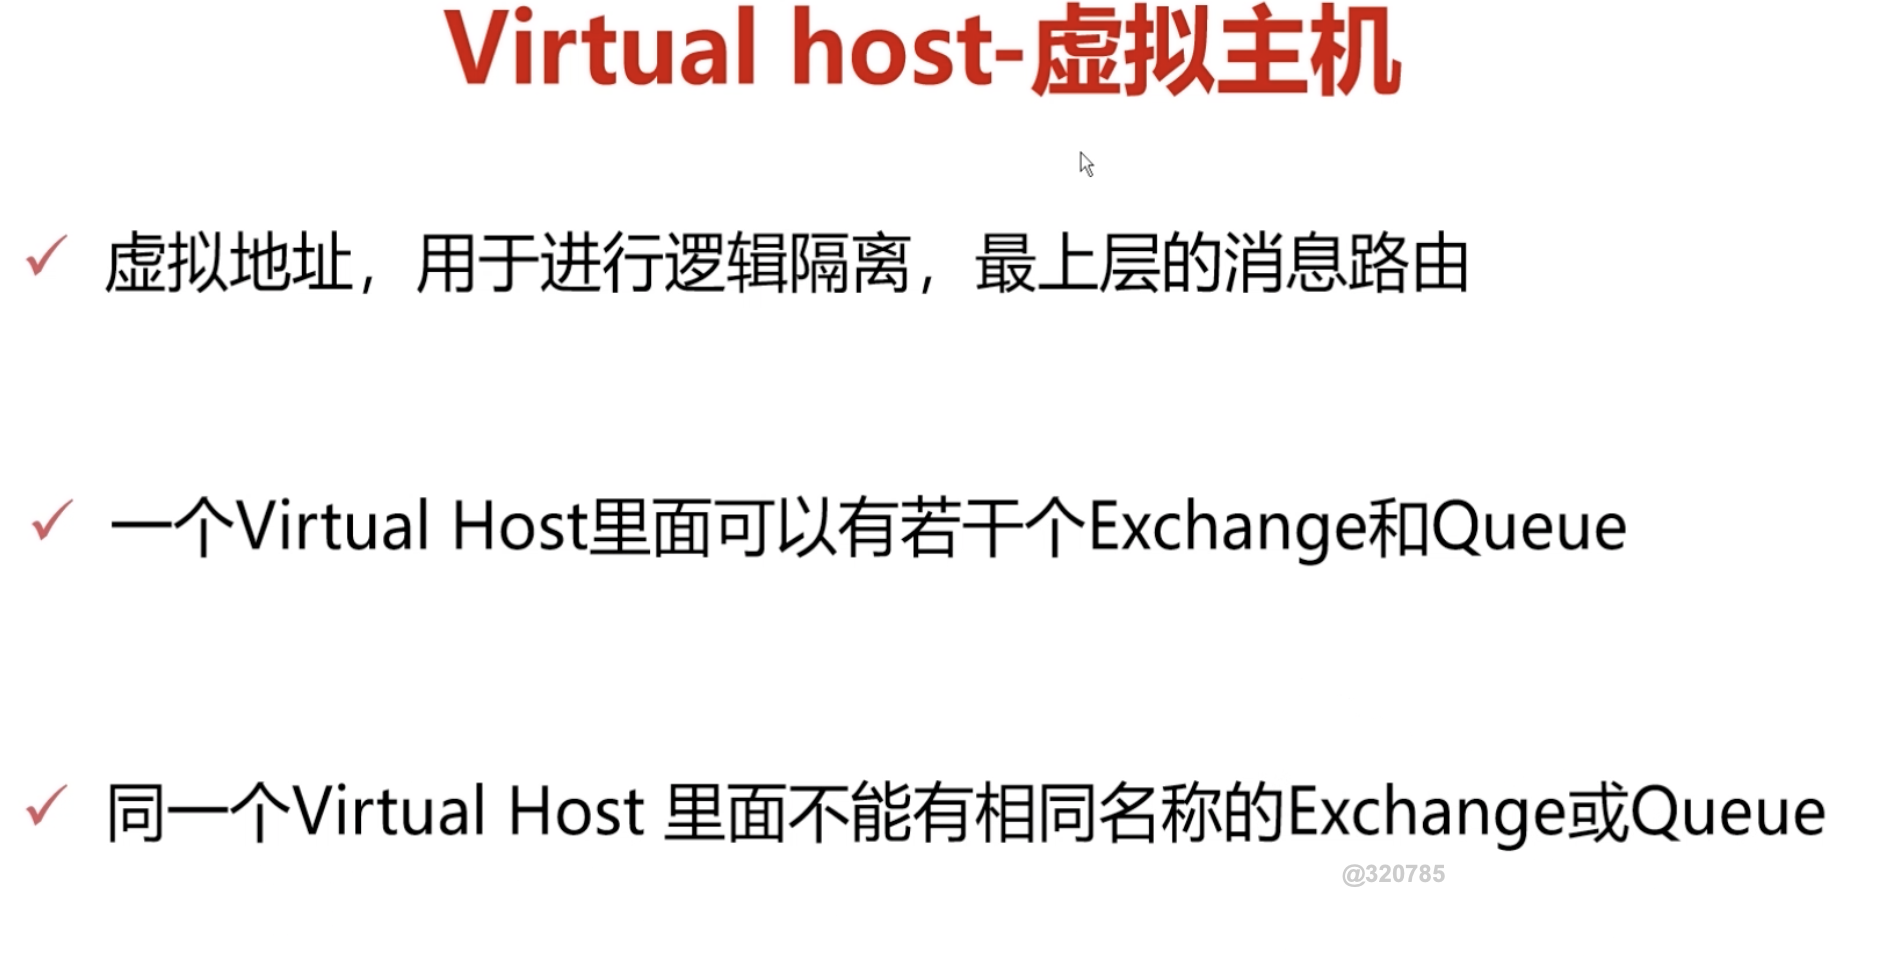 Virtual host-虚拟主机
虚拟地址，用于进行逻辑隔离，最上层的消息路由
一个Virtual Host里面可以有若干个Exchange和Queue
同一个Virtual Host 里面不能有相同名称的Exchange或Queue
@320785